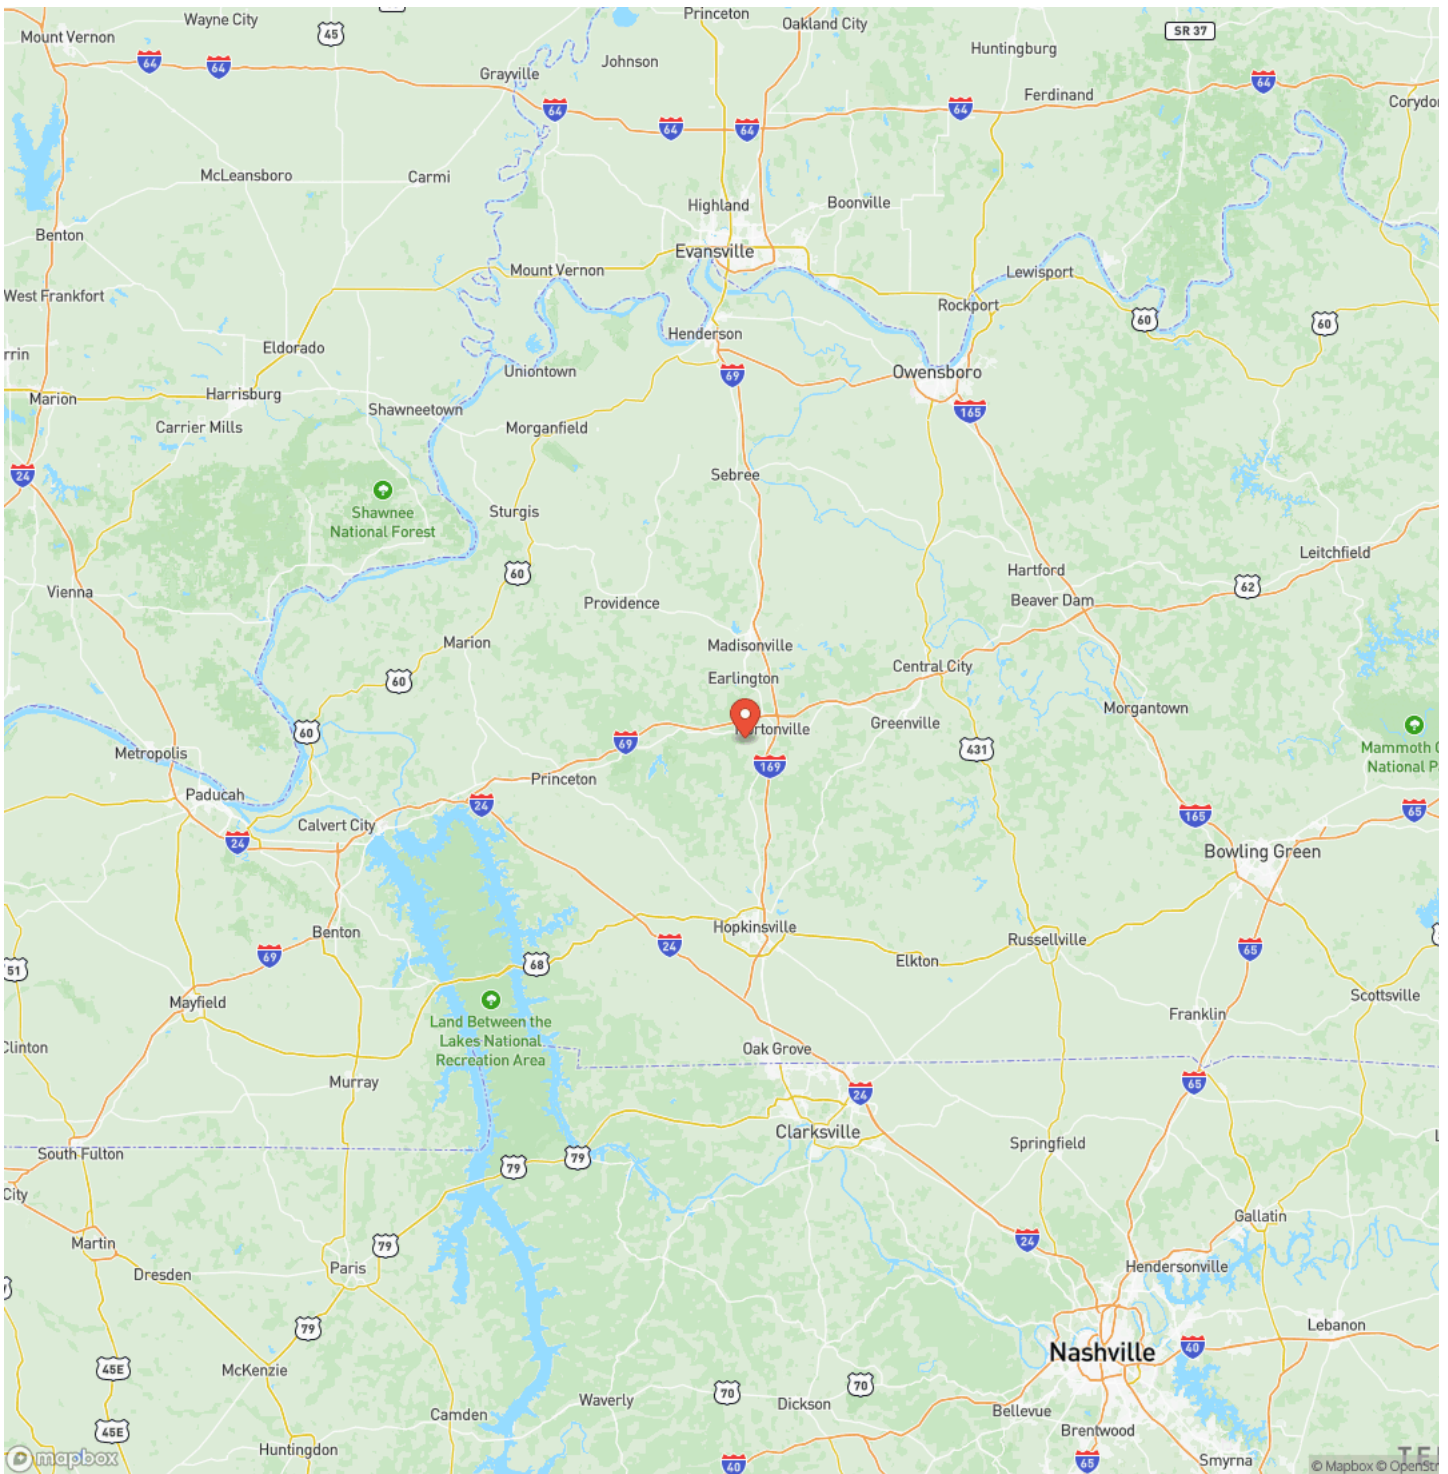 Princeton
Wayne City
Oakland City
Mount Vernon
45
SR 37
Huntingburg
64
64
Johnson
Grayville
64
Ferdinand
64
64
Corydo
64
64
McLeansboro
Carmi
Highland
Boonville
Benton
Evansville
Mount Vernon
Lewisport
West Frankfort
Rockport
60
60
Henderson
rrin
Eldorado
Uniontown
69
Owensboro
Harrisburg
Marion
Shawneetown
165
Carrier Mills
Morganfield
24
Sebree
Shawnee
National Forest
Sturgis
Leitchfield
60
Hartford
62
Vienna
Providence
Beaver Dam
Marion
Madisonville
Central City
60
Earlington
Morgantown
Greenville
60
rtonville
69
431
Mammoth C
National P
Metropolis
169
Princeton
Paducah
24
65
Calvert City
165
24
Bowling Green
Hopkinsville
Benton
Russellville
24
69
65
68
Elkton
51
Scottsville
Mayfield
Franklin
Land Between the
Lakes National
Recreation Area
Clinton
Oak Grove
Murray
65
24
Clarksville
Springfield
South Fulton
79
79
City
Gallatin
Martin
79
24
Paris
Hendersonville
Dresden
79
Lebanon
40
Nashville
McKenzie
45E
70
70
Waverly
Dickson
Bellevue
Camden
Brentwood
45E
Huntingdon
TE
mapbox
40
65
Smyrna
© Mapbox © OpenStr